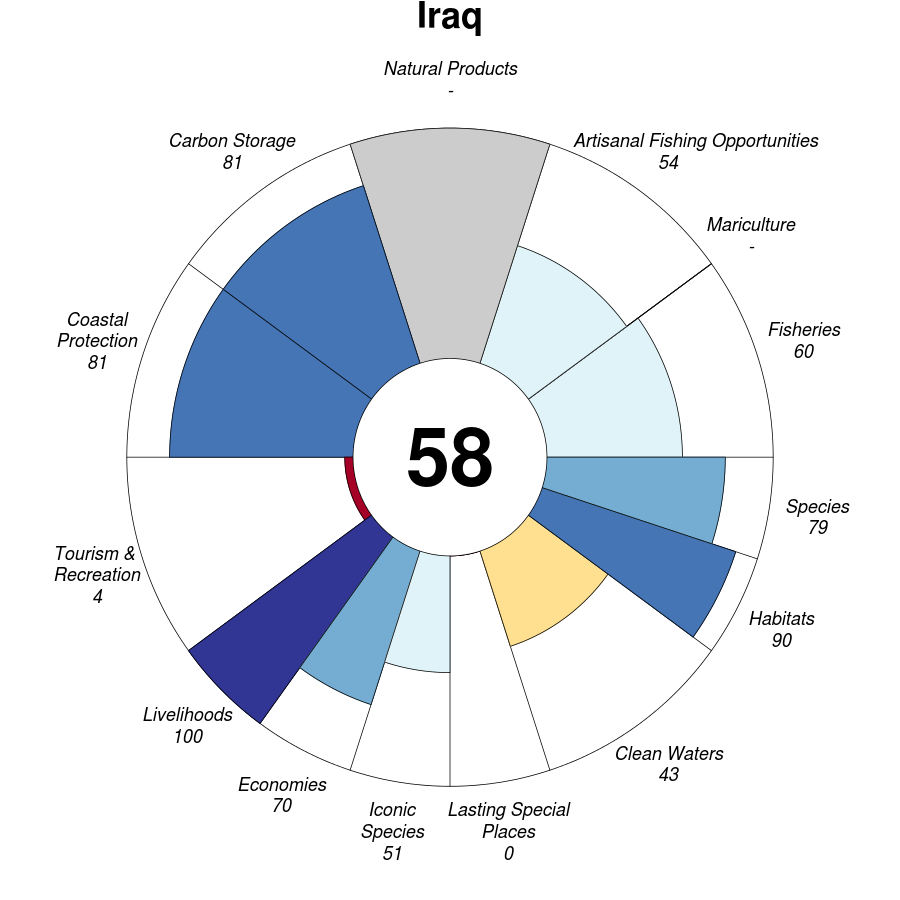 Iraq
Natural Products
-
Artisanal Fishing Opportunities
54
Mariculture
-
Fisheries
60
Species
79
Habitats
90
Clean Waters
43
Lasting Special
Places
0
Iconic
Species
51
Economies
70
Livelihoods
100
Tourism &
Recreation
4
Coastal
Protection
81
Carbon Storage
81
58